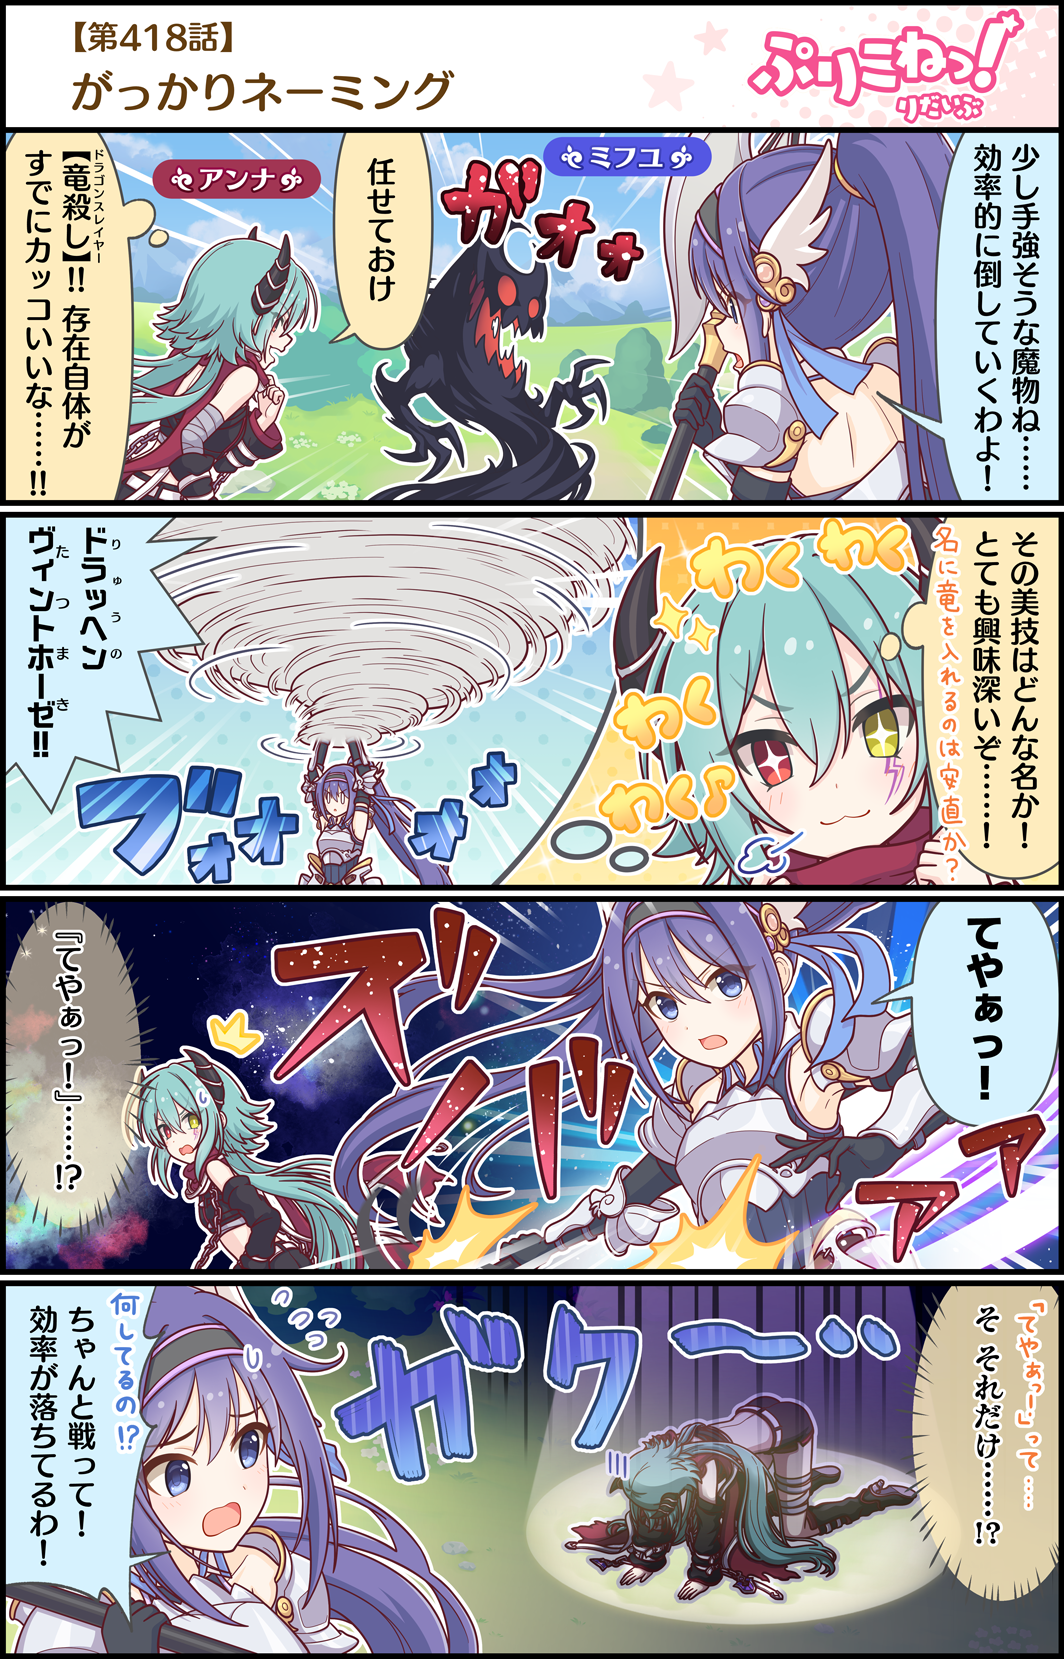 【第418話】
がっかりネーミング
ぷりこねっ!
りだいぶ
少し手強そうな魔物ね……
効率的に倒していくわよ!
ミフユ
ガオォォ
任せておけ
アンナ
ドラゴンスレイヤー
【竜殺し】!! 存在自体が
すでにカッコいいな……!!
その美技はどんな名か!
とても興味深いぞ……!
名に竜を入れるのは安直か?
わくわく
わく
わく♪
りゅうの
ドラッヘン
たつまき
ヴィントホーゼ!!
ブォォオオオ
てやぁっ!
ズバババァァ
『てやぁっ!』……!?
「てやぁっー」って……
そ それだけ……!?
ガクーッ
何してるの!?
ちゃんと戦って!
効率が落ちてるわ!